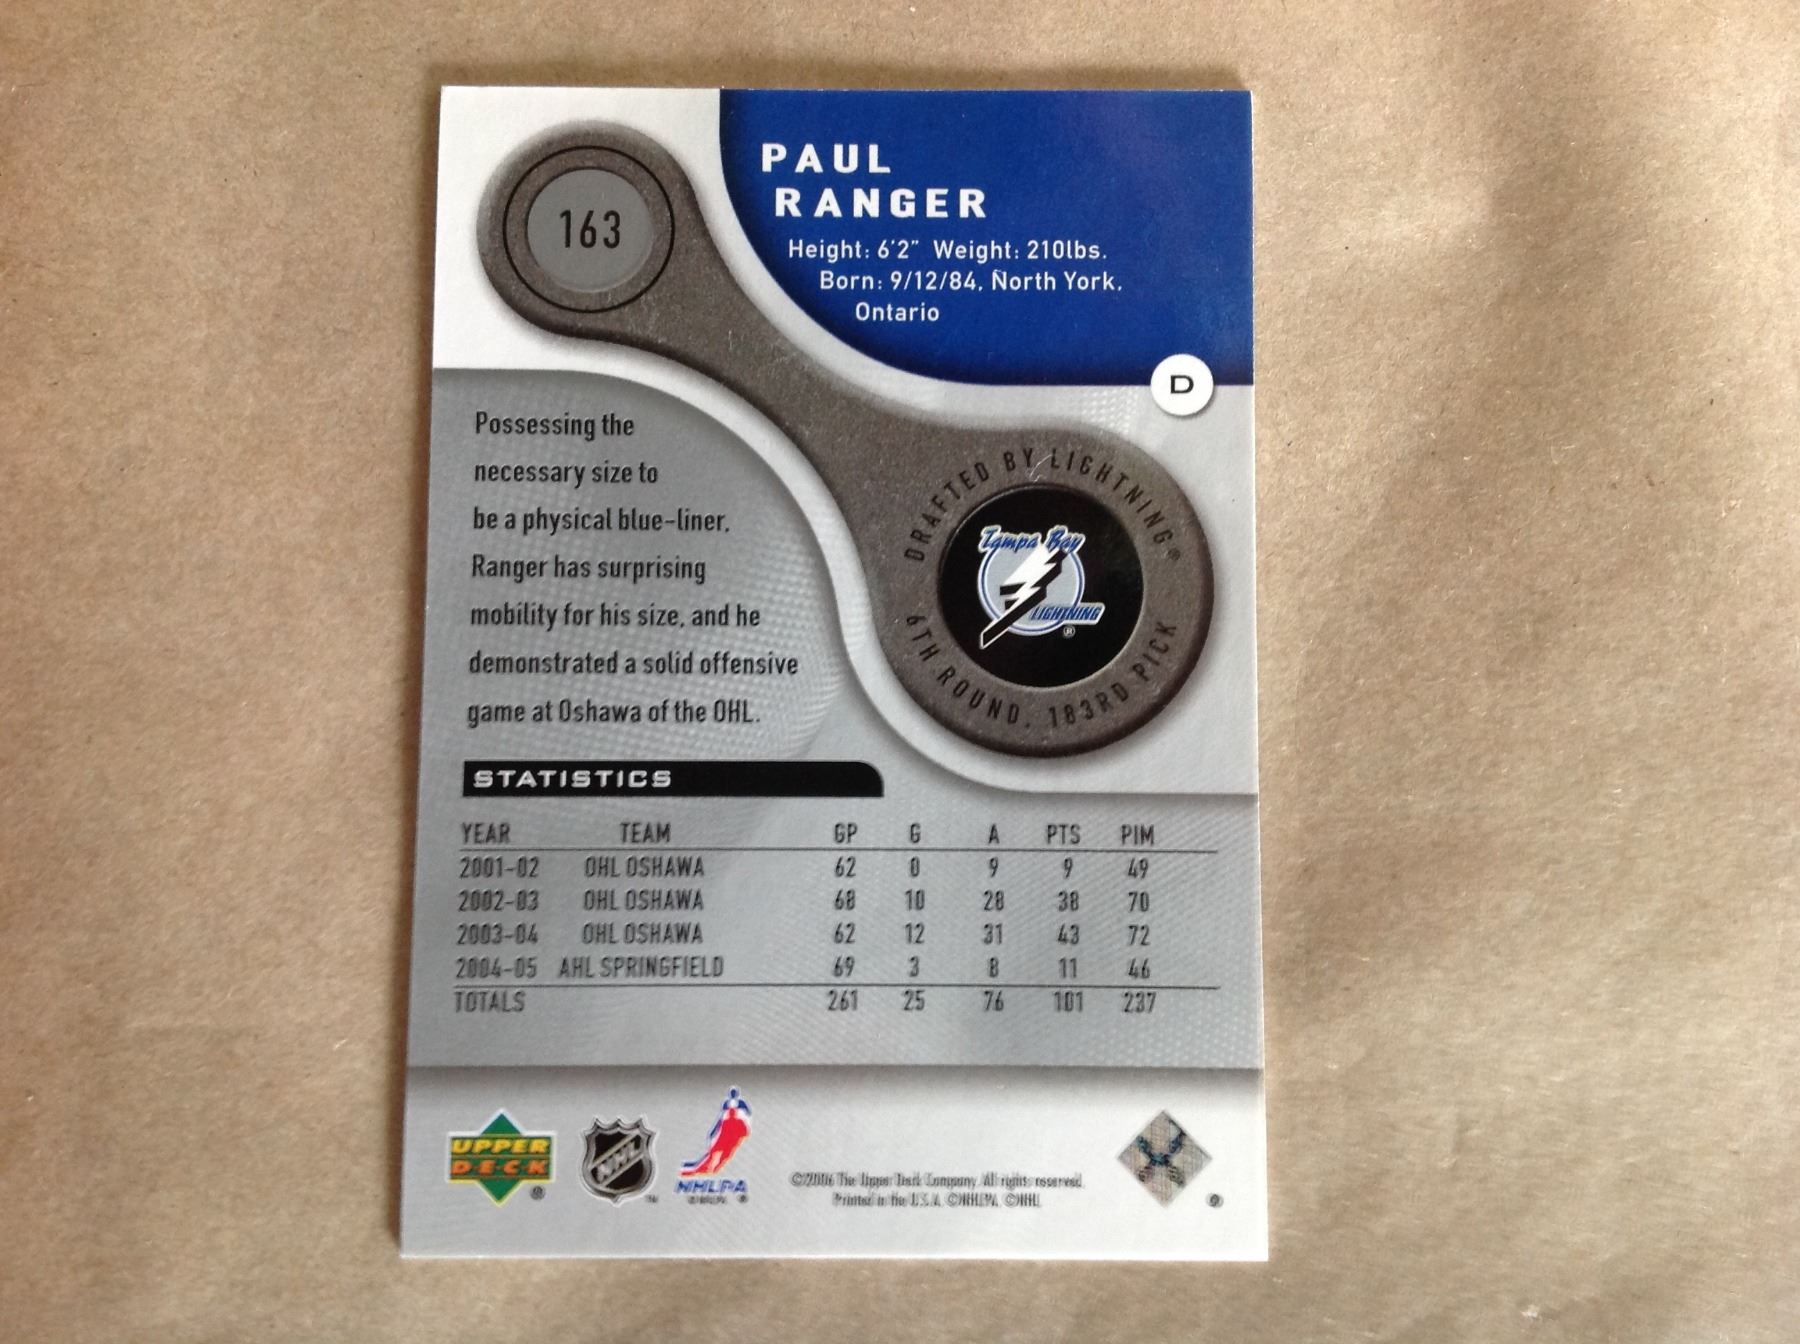 163
PAUL
RANGER
Height: 6'2" Weight: 210lbs.
Born: 9/12/84, North York,
Ontario
D
Possessing the
necessary size to
be a physical blue-liner,
Ranger has surprising
mobility for his size, and he
demonstrated a solid offensive
game at Oshawa of the OHL.
DRAFTED BY LIGHTNING®
Tampa Bay
LIGHTNING
®
6TH ROUND, 183RD PICK
STATISTICS
YEAR TEAM GP G A PTS PIM
2001-02 OHL OSHAWA 62 0 9 9 49
2002-03 OHL OSHAWA 68 10 28 38 70
2003-04 OHL OSHAWA 62 12 31 43 72
2004-05 AHL SPRINGFIELD 69 3 8 11 46
TOTALS 261 25 76 101 237
UPPER
DECK
®
NHL
™
NHLPA
®
©2006 The Upper Deck Company. All rights reserved.
Printed in the U.S.A. ©NHLPA. ©NHL